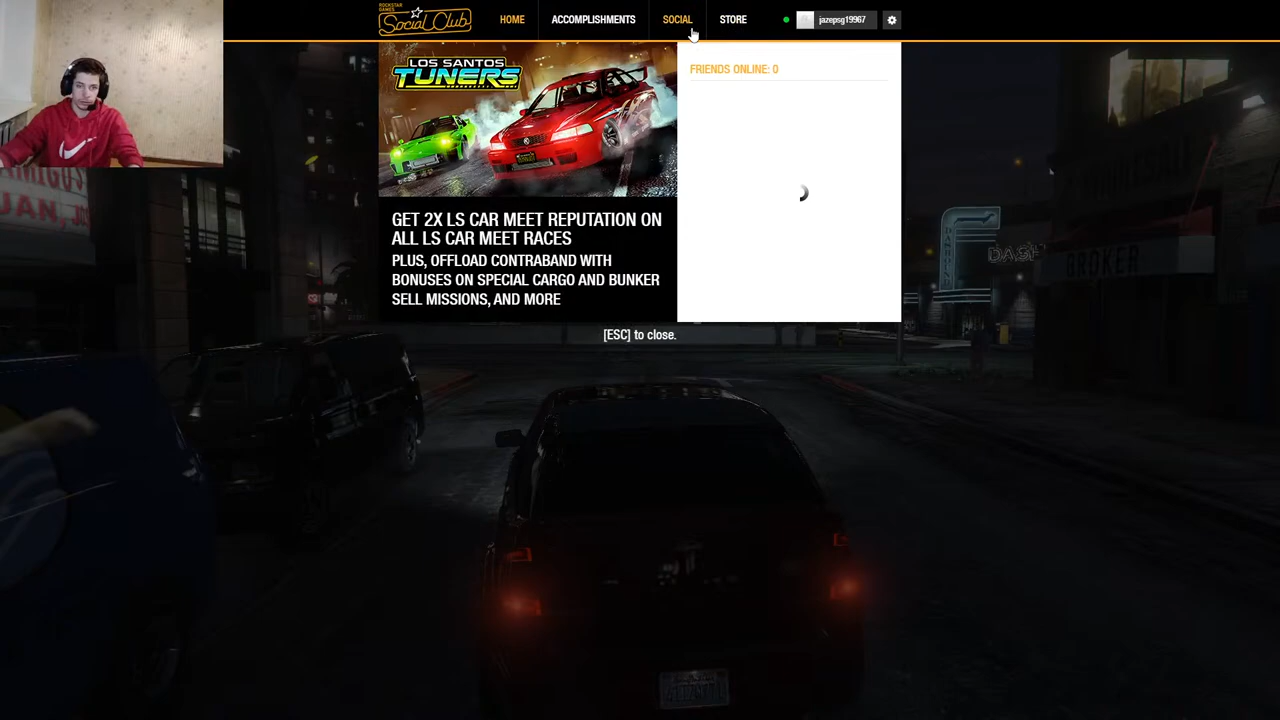 ROCKSTAR
GAMES
Social Club
HOME
ACCOMPLISHMENTS
SOCIAL
STORE
jazepsg19967
LOS SANTOS
TUNERS
FRIENDS ONLINE: 0
GET 2X LS CAR MEET REPUTATION ON
ALL LS CAR MEET RACES
PLUS, OFFLOAD CONTRABAND WITH
BONUSES ON SPECIAL CARGO AND BUNKER
SELL MISSIONS, AND MORE
[ESC] to close.
BROKER